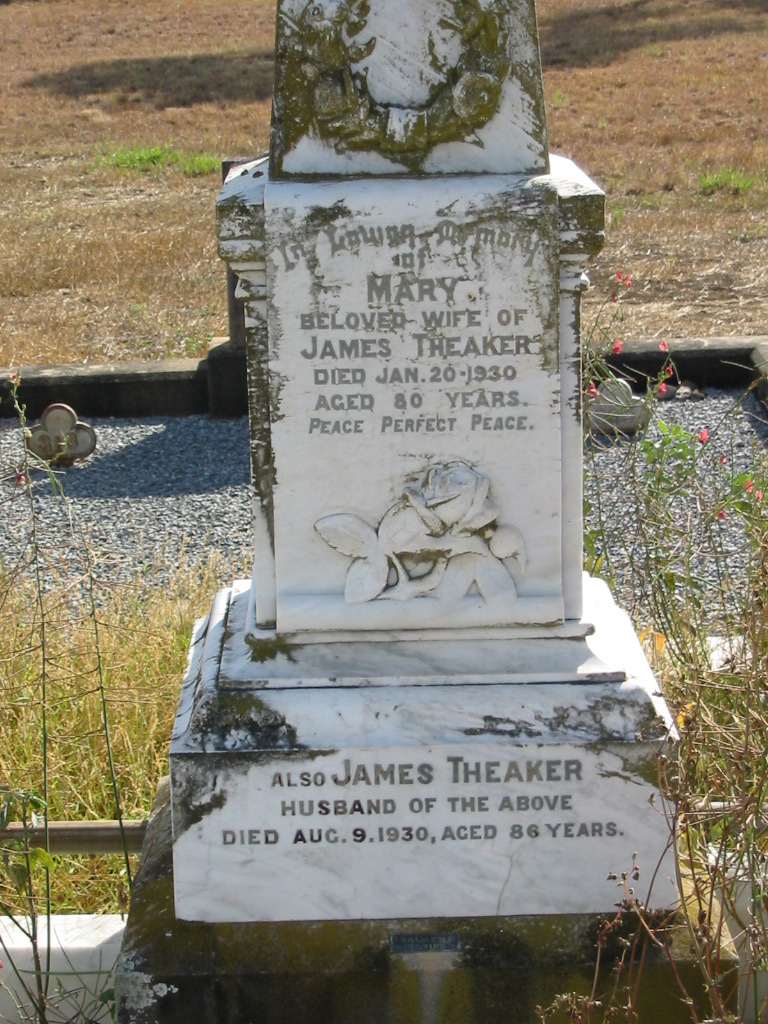 In Loving Memory
of
MARY
BELOVED WIFE OF
JAMES THEAKER
DIED JAN. 20-1930
AGED 80 YEARS.
PEACE PERFECT PEACE.
ALSO JAMES THEAKER
HUSBAND OF THE ABOVE
DIED AUG. 9. 1930, AGED 86 YEARS.